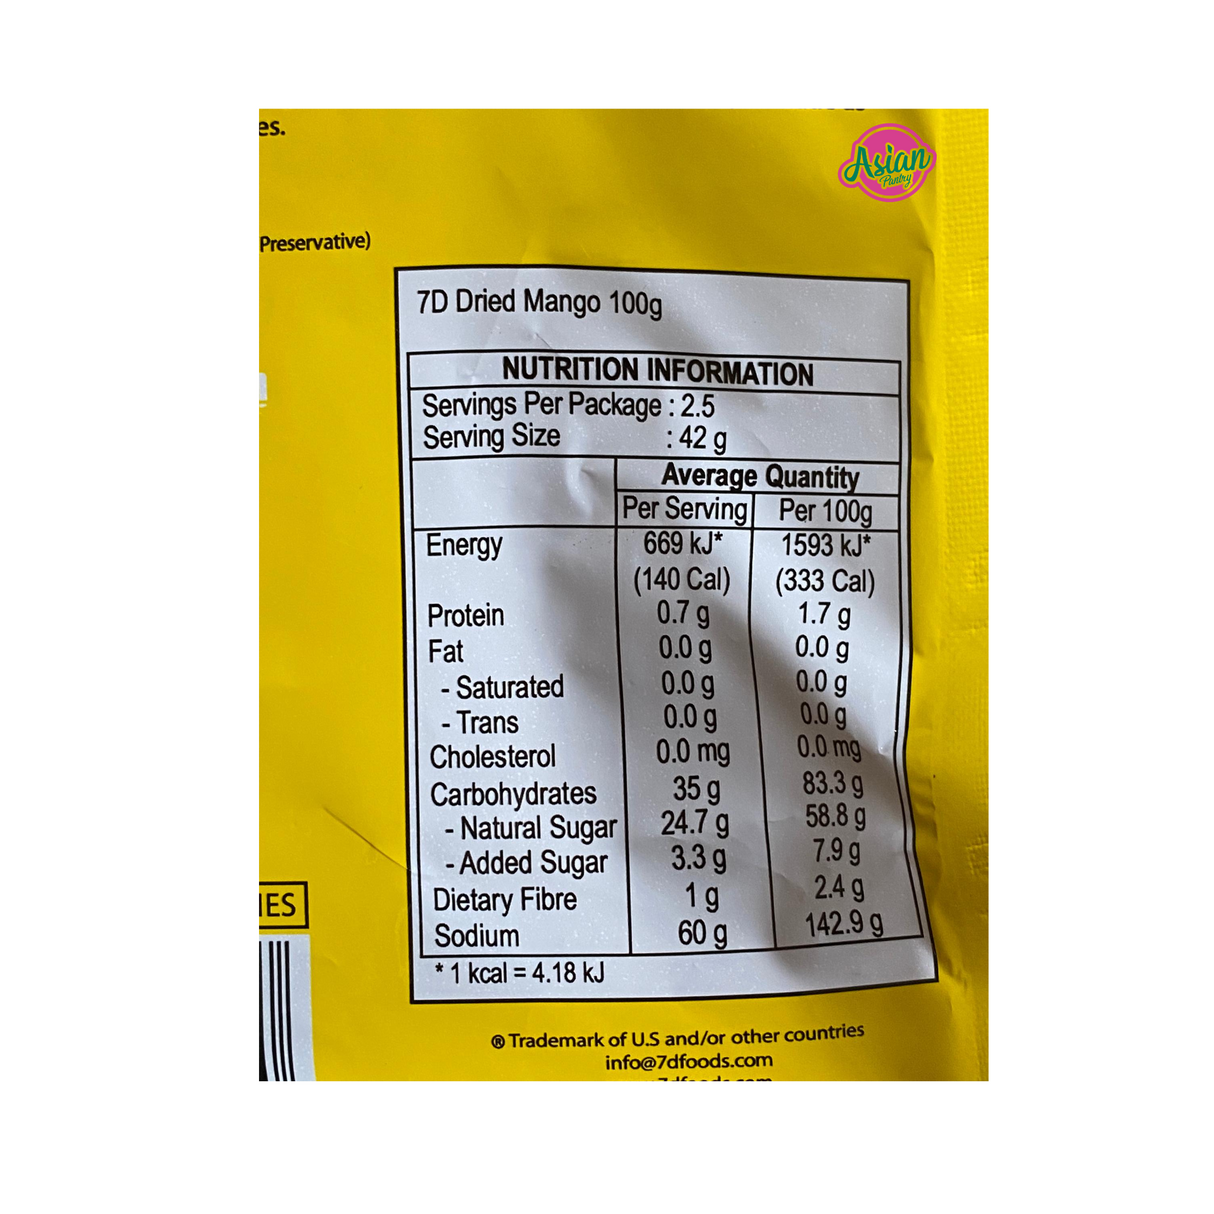 es.
Asian
Pantry
Preservative)
7D Dried Mango 100g
NUTRITION INFORMATION
Servings Per Package : 2.5
Serving Size : 42 g
Average Quantity
Per Serving Per 100g
Energy 669 kJ* 1593 kJ*
(140 Cal) (333 Cal)
Protein 0.7 g 1.7 g
Fat 0.0 g 0.0 g
- Saturated 0.0 g 0.0 g
- Trans 0.0 g 0.0 g
Cholesterol 0.0 mg 0.0 mg
Carbohydrates 35 g 83.3 g
- Natural Sugar 24.7 g 58.8 g
- Added Sugar 3.3 g 7.9 g
Dietary Fibre 1 g 2.4 g
IES
Sodium 60 g 142.9 g
* 1 kcal = 4.18 kJ
® Trademark of U.S and/or other countries
info@7dfoods.com